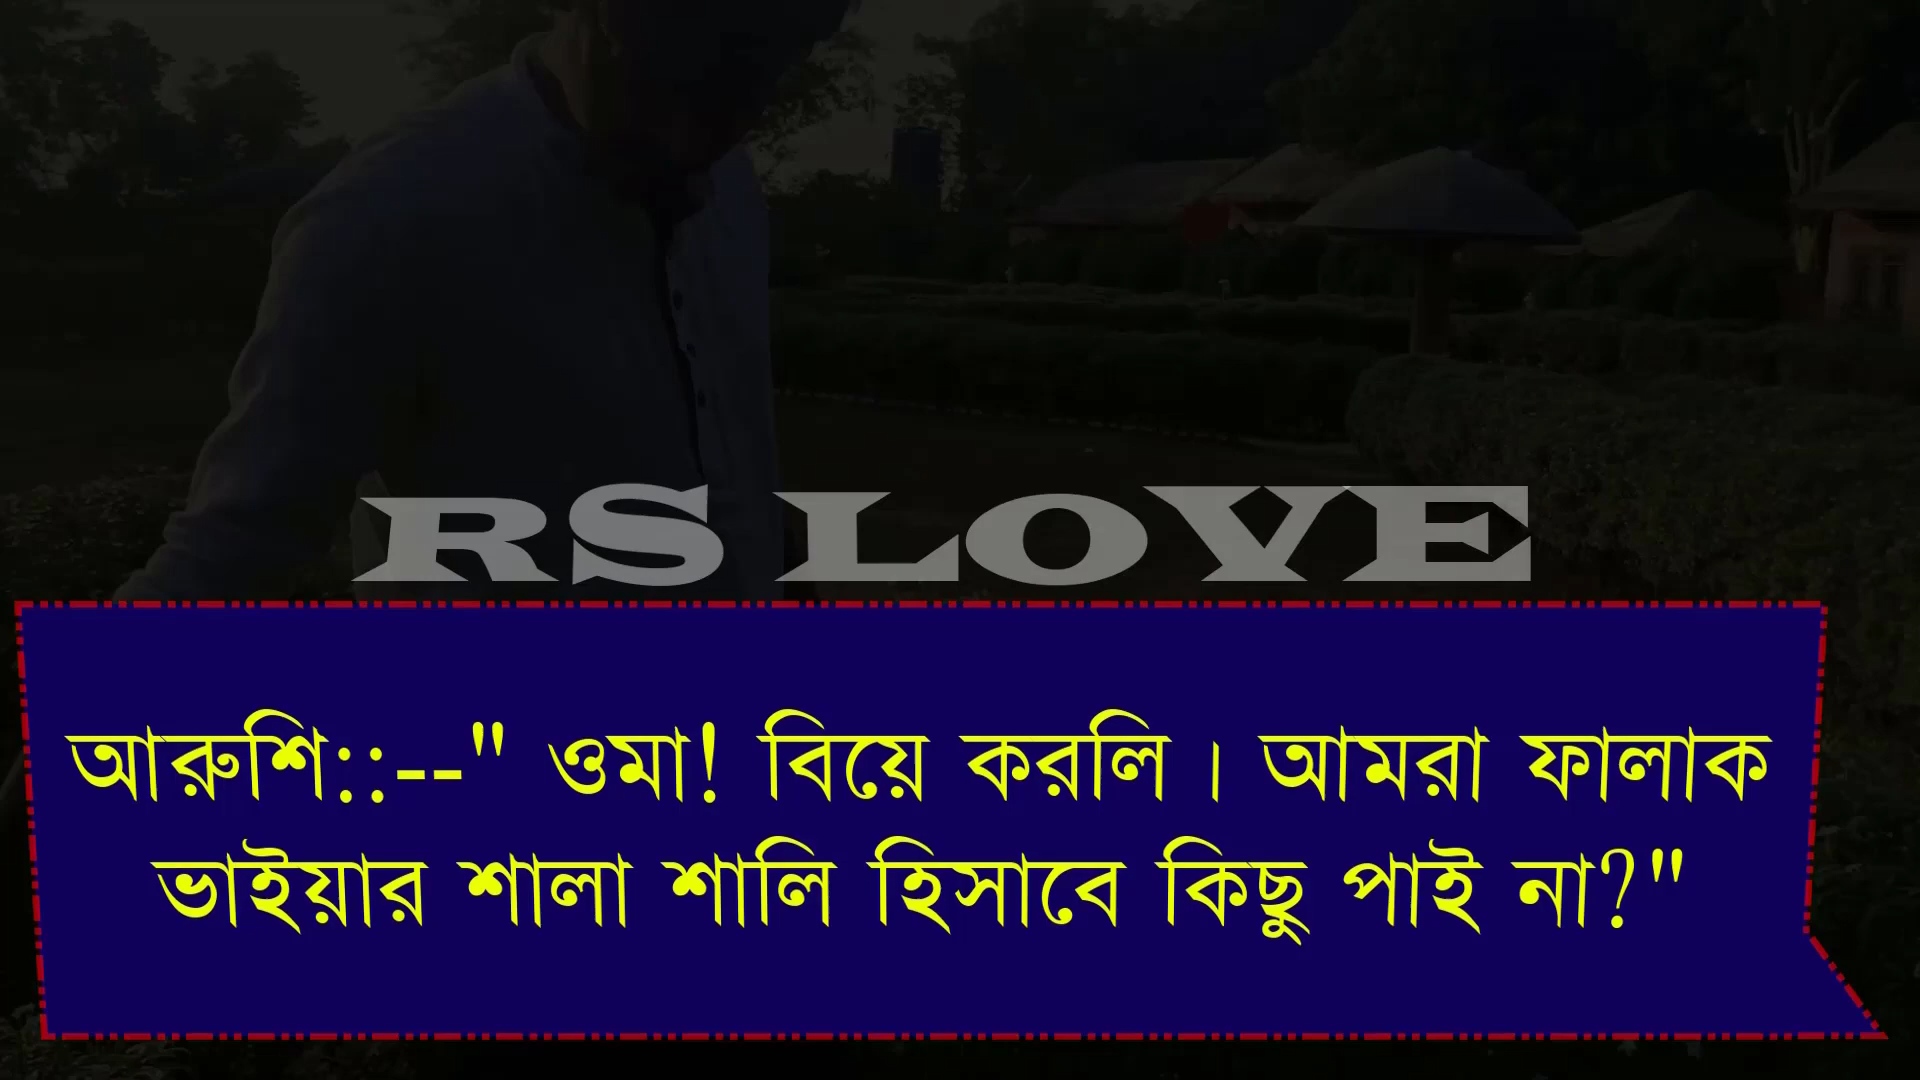 RS LOVE
আরুশি::--" ওমা! বিয়ে করলি। আমরা ফালাক
ভাইয়ার শালা শালি হিসাবে কিছু পাই না?"